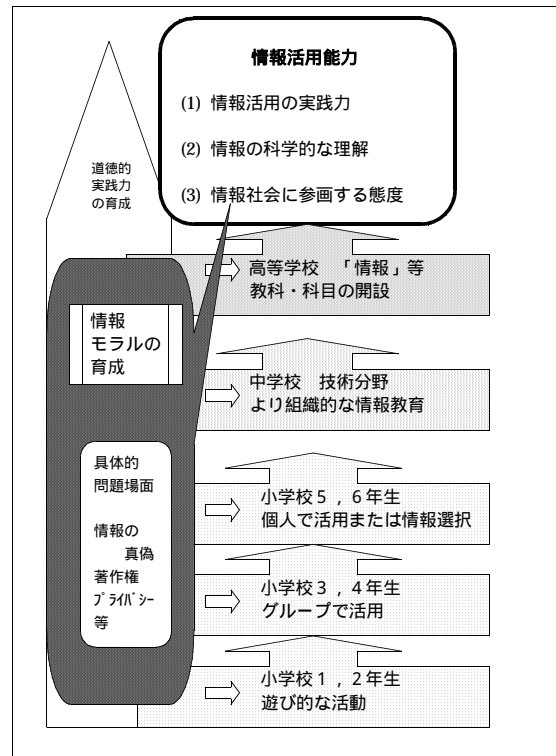 情報活用能力
(1) 情報活用の実践力
(2) 情報の科学的な理解
(3) 情報社会に参画する態度
道徳的
実践力
の育成
高等学校 「情報」等
教科・科目の開設
情報
モラルの
育成
中学校 技術分野
より組織的な情報教育
具体的
問題場面
情報の
真偽
著作権
ﾌﾟﾗｲﾊﾞｼｰ
等
小学校5，6年生
個人で活用または情報選択
小学校3，4年生
グループで活用
小学校1，2年生
遊び的な活動